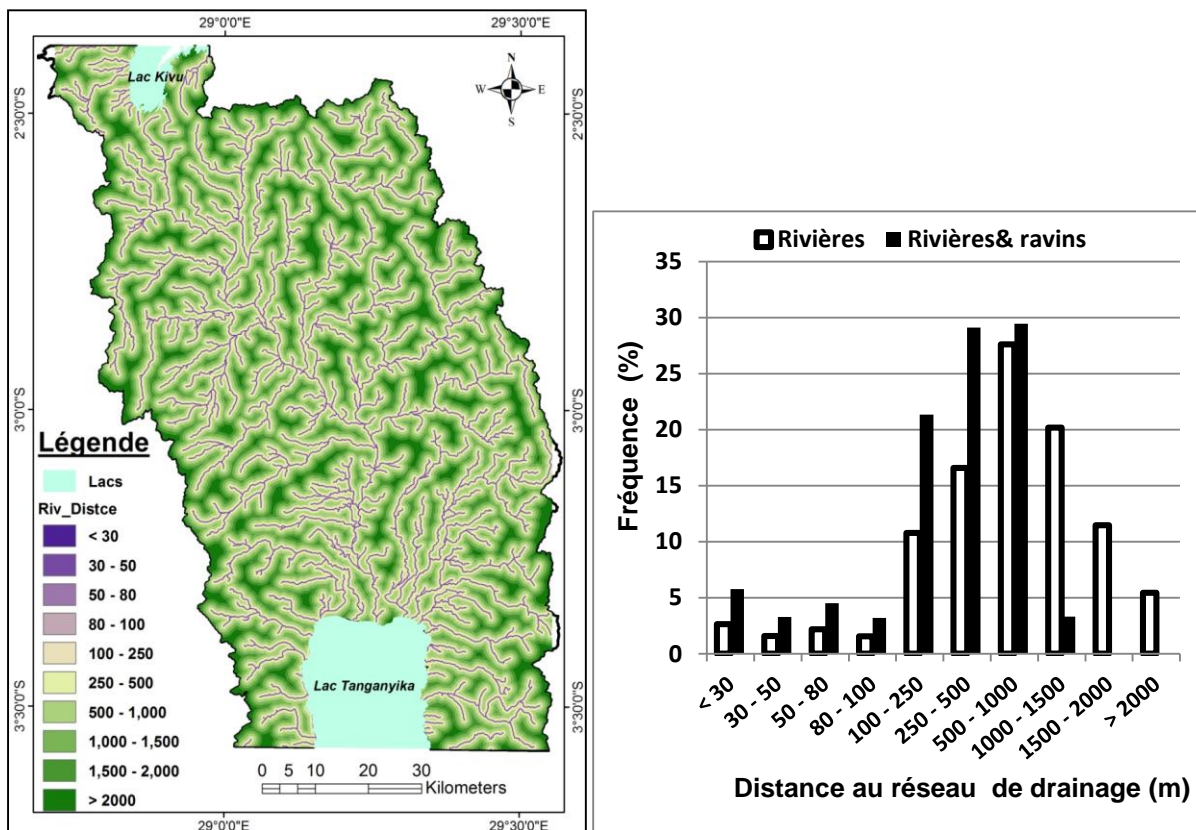 29°0'0"E
29°30'0"E
2°30'0"S
2°30'0"S
3°0'0"S
3°0'0"S
3°30'0"S
3°30'0"S
29°0'0"E
29°30'0"E
Lac Kivu
N
W E
S
Lac Tanganyika
Légende
Lacs
Riv_Distce
< 30
30 - 50
50 - 80
80 - 100
100 - 250
250 - 500
500 - 1,000
1,000 - 1,500
1,500 - 2,000
> 2000
0 5 10 20 30
Kilometers
Rivières Rivières& ravins
Fréquence (%)
35
30
25
20
15
10
5
0
< 30
30 - 50
50 - 80
80 - 100
100 - 250
250 - 500
500 - 1000
1000 - 1500
1500 - 2000
> 2000
Distance au réseau de drainage (m)